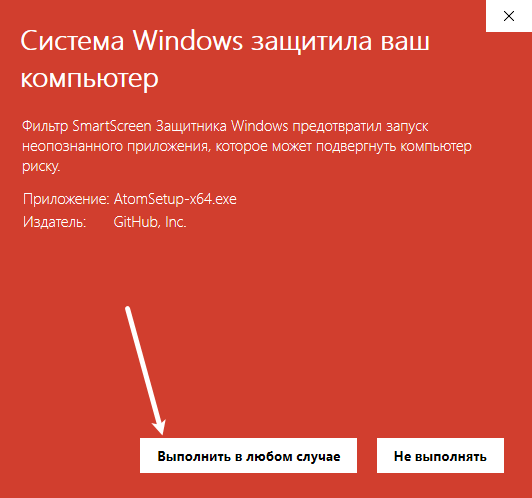 Система Windows защитила ваш
компьютер
Фильтр SmartScreen Защитника Windows предотвратил запуск
неопознанного приложения, которое может подвергнуть компьютер
риску.
Приложение: AtomSetup-x64.exe
Издатель: GitHub, Inc.
Выполнить в любом случае Не выполнять